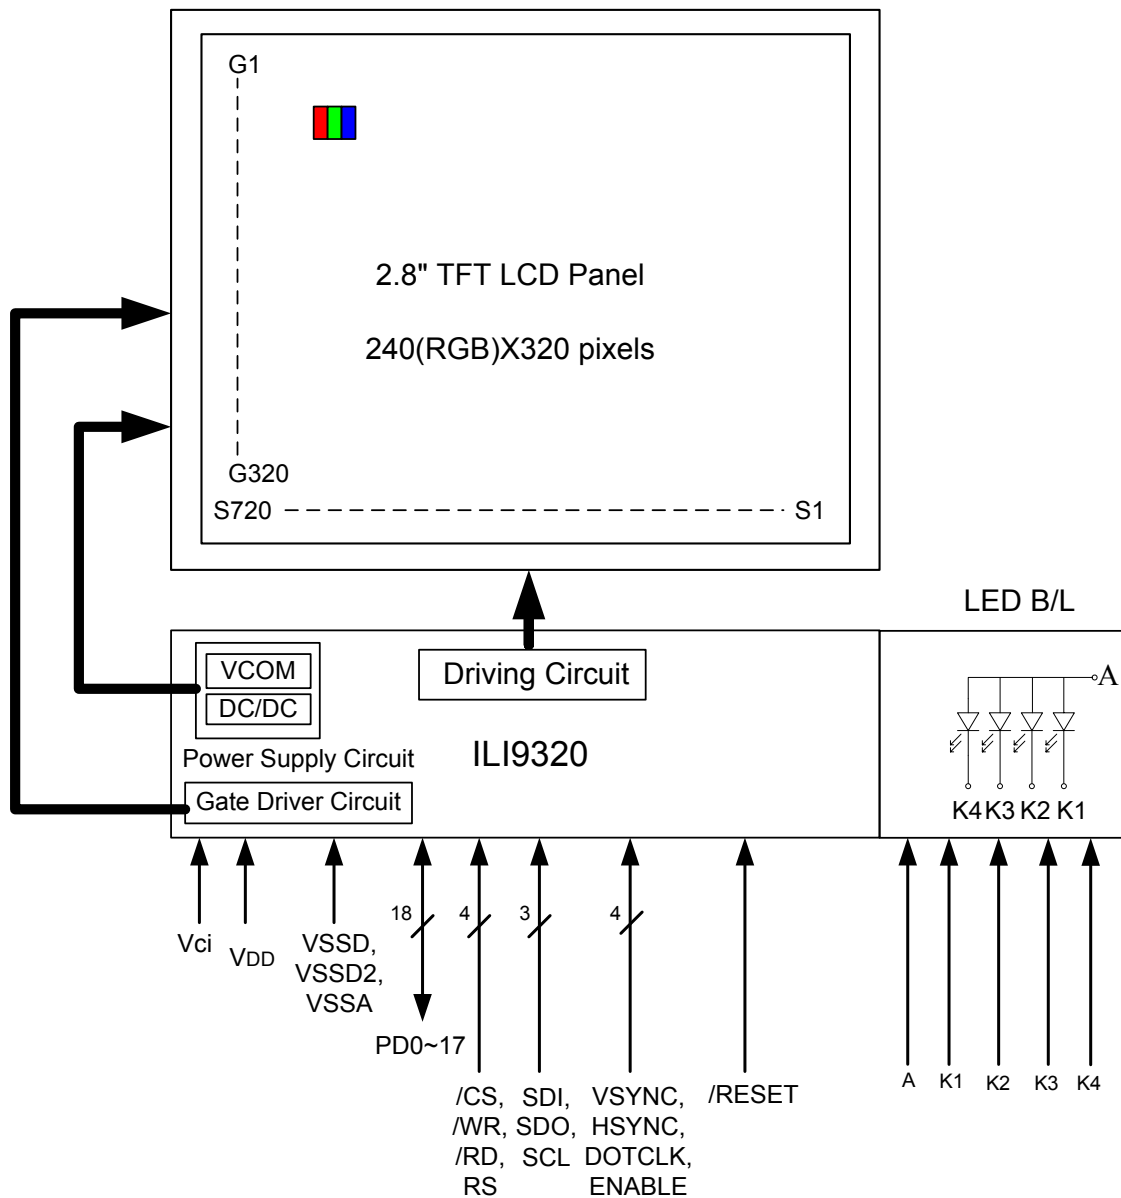 G1
2.8" TFT LCD Panel
240(RGB)X320 pixels
G320
S720
S1
LED B/L
VCOM
DC/DC
Power Supply Circuit
Gate Driver Circuit
Driving Circuit
ILI9320
A
K4 K3 K2 K1
18
4
3
4
Vci
VDD
VSSD,
VSSD2,
VSSA
PD0~17
/CS,
/WR,
/RD,
RS
SDI,
SDO,
SCL
VSYNC,
HSYNC,
DOTCLK,
ENABLE
/RESET
A
K1
K2
K3
K4